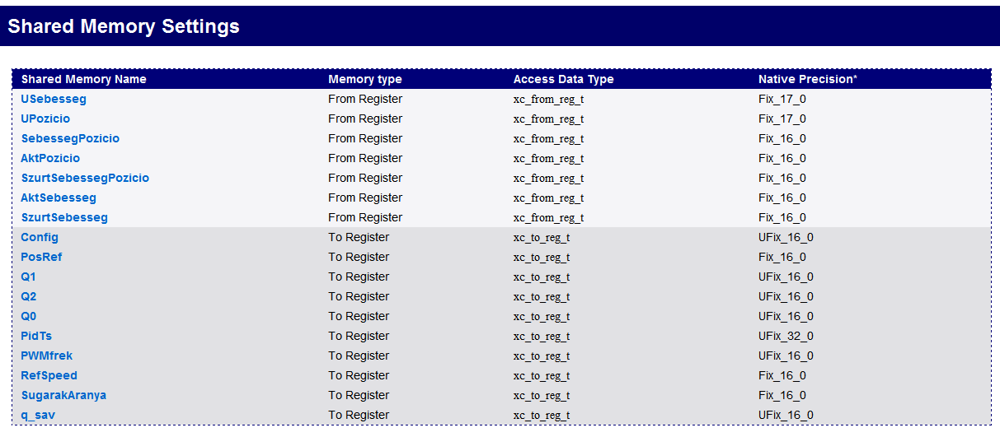 Shared Memory Settings
Shared Memory Name Memory type Access Data Type Native Precision*
USebesseg From Register xc_from_reg_t Fix_17_0
UPozicio From Register xc_from_reg_t Fix_17_0
SebessegPozicio From Register xc_from_reg_t Fix_16_0
AktPozicio From Register xc_from_reg_t Fix_16_0
SzurtSebessegPozicio From Register xc_from_reg_t Fix_16_0
AktSebesseg From Register xc_from_reg_t Fix_16_0
SzurtSebesseg From Register xc_from_reg_t Fix_16_0
Config To Register xc_to_reg_t UFix_16_0
PosRef To Register xc_to_reg_t Fix_16_0
Q1 To Register xc_to_reg_t UFix_16_0
Q2 To Register xc_to_reg_t UFix_16_0
Q0 To Register xc_to_reg_t UFix_16_0
PidTs To Register xc_to_reg_t UFix_32_0
PWMfrek To Register xc_to_reg_t UFix_16_0
RefSpeed To Register xc_to_reg_t Fix_16_0
SugarakAranya To Register xc_to_reg_t Fix_16_0
q_sav To Register xc_to_reg_t UFix_16_0